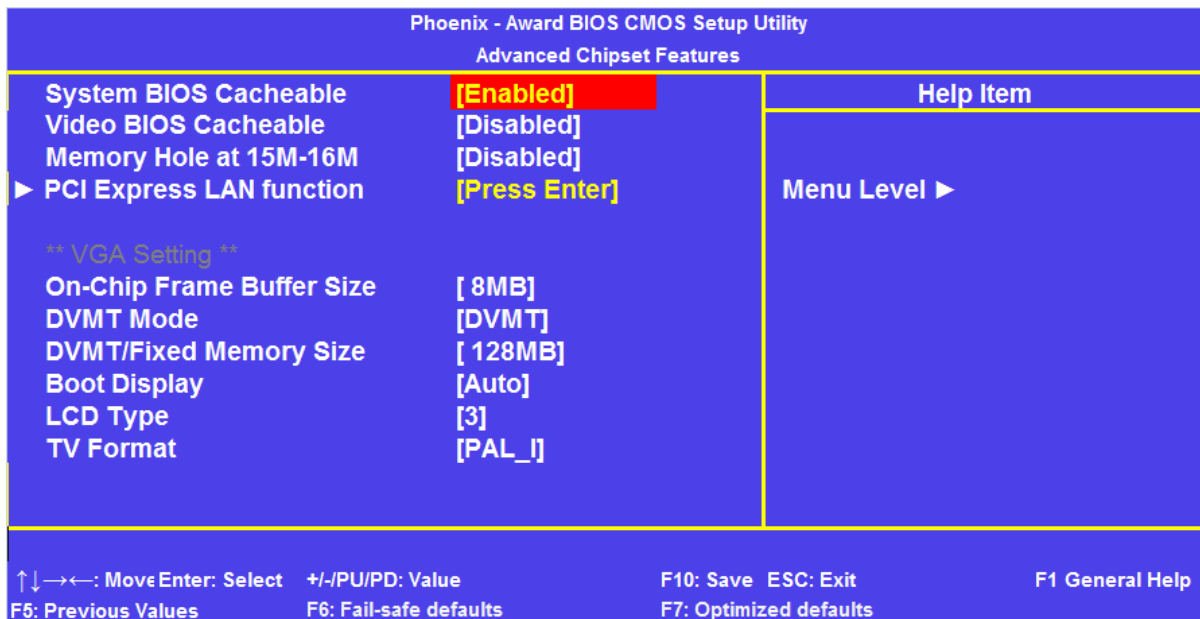 Phoenix - Award BIOS CMOS Setup Utility
Advanced Chipset Features
System BIOS Cacheable [Enabled] Help Item
Video BIOS Cacheable [Disabled]
Memory Hole at 15M-16M [Disabled]
► PCI Express LAN function [Press Enter] Menu Level ►
** VGA Setting **
On-Chip Frame Buffer Size [ 8MB]
DVMT Mode [DVMT]
DVMT/Fixed Memory Size [ 128MB]
Boot Display [Auto]
LCD Type [3]
TV Format [PAL_I]
↑↓→←: Move Enter: Select +/-/PU/PD: Value F10: Save ESC: Exit F1 General Help
F5: Previous Values F6: Fail-safe defaults F7: Optimized defaults